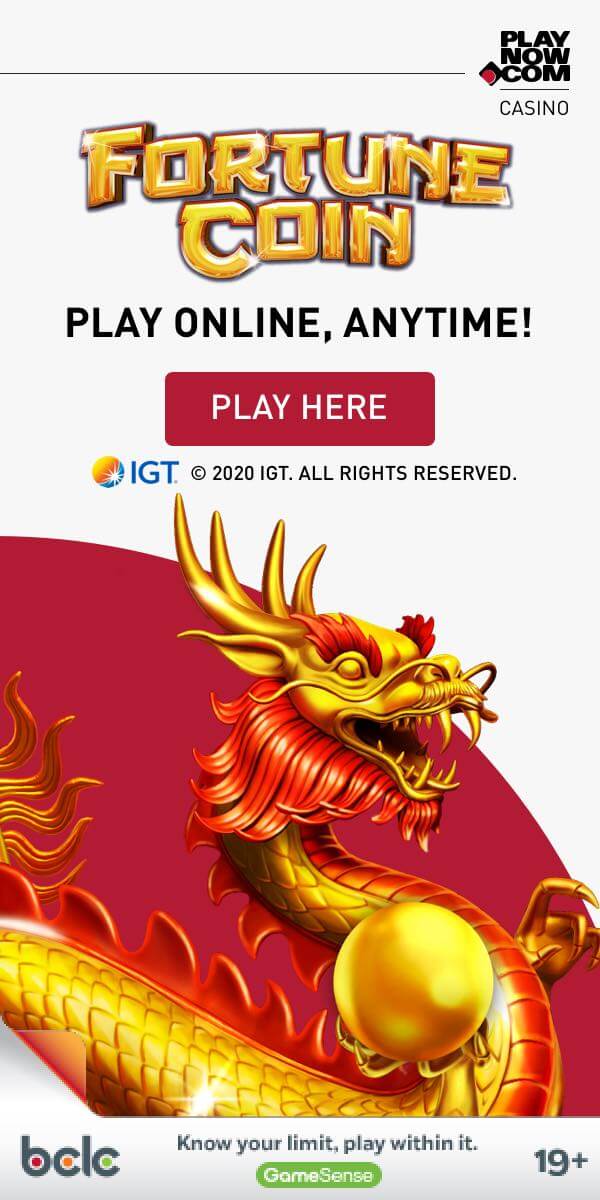 PLAY
NOW
.COM
CASINO
FORTUNE
COIN
PLAY ONLINE, ANYTIME!
PLAY HERE
IGT © 2020 IGT. ALL RIGHTS RESERVED.
bclc
Know your limit, play within it.
GameSense
19+